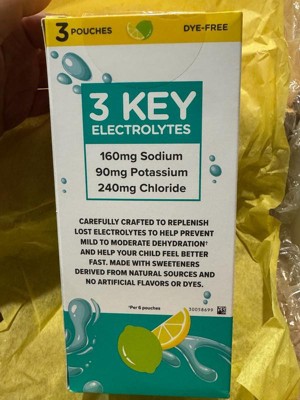 3 POUCHES DYE-FREE
3 KEY
ELECTROLYTES
160mg Sodium
90mg Potassium
240mg Chloride
CAREFULLY CRAFTED TO REPLENISH
LOST ELECTROLYTES TO HELP PREVENT
MILD TO MODERATE DEHYDRATION†
AND HELP YOUR CHILD FEEL BETTER
FAST. MADE WITH SWEETENERS
DERIVED FROM NATURAL SOURCES AND
NO ARTIFICIAL FLAVORS OR DYES.
*Per 6 pouches
50058699